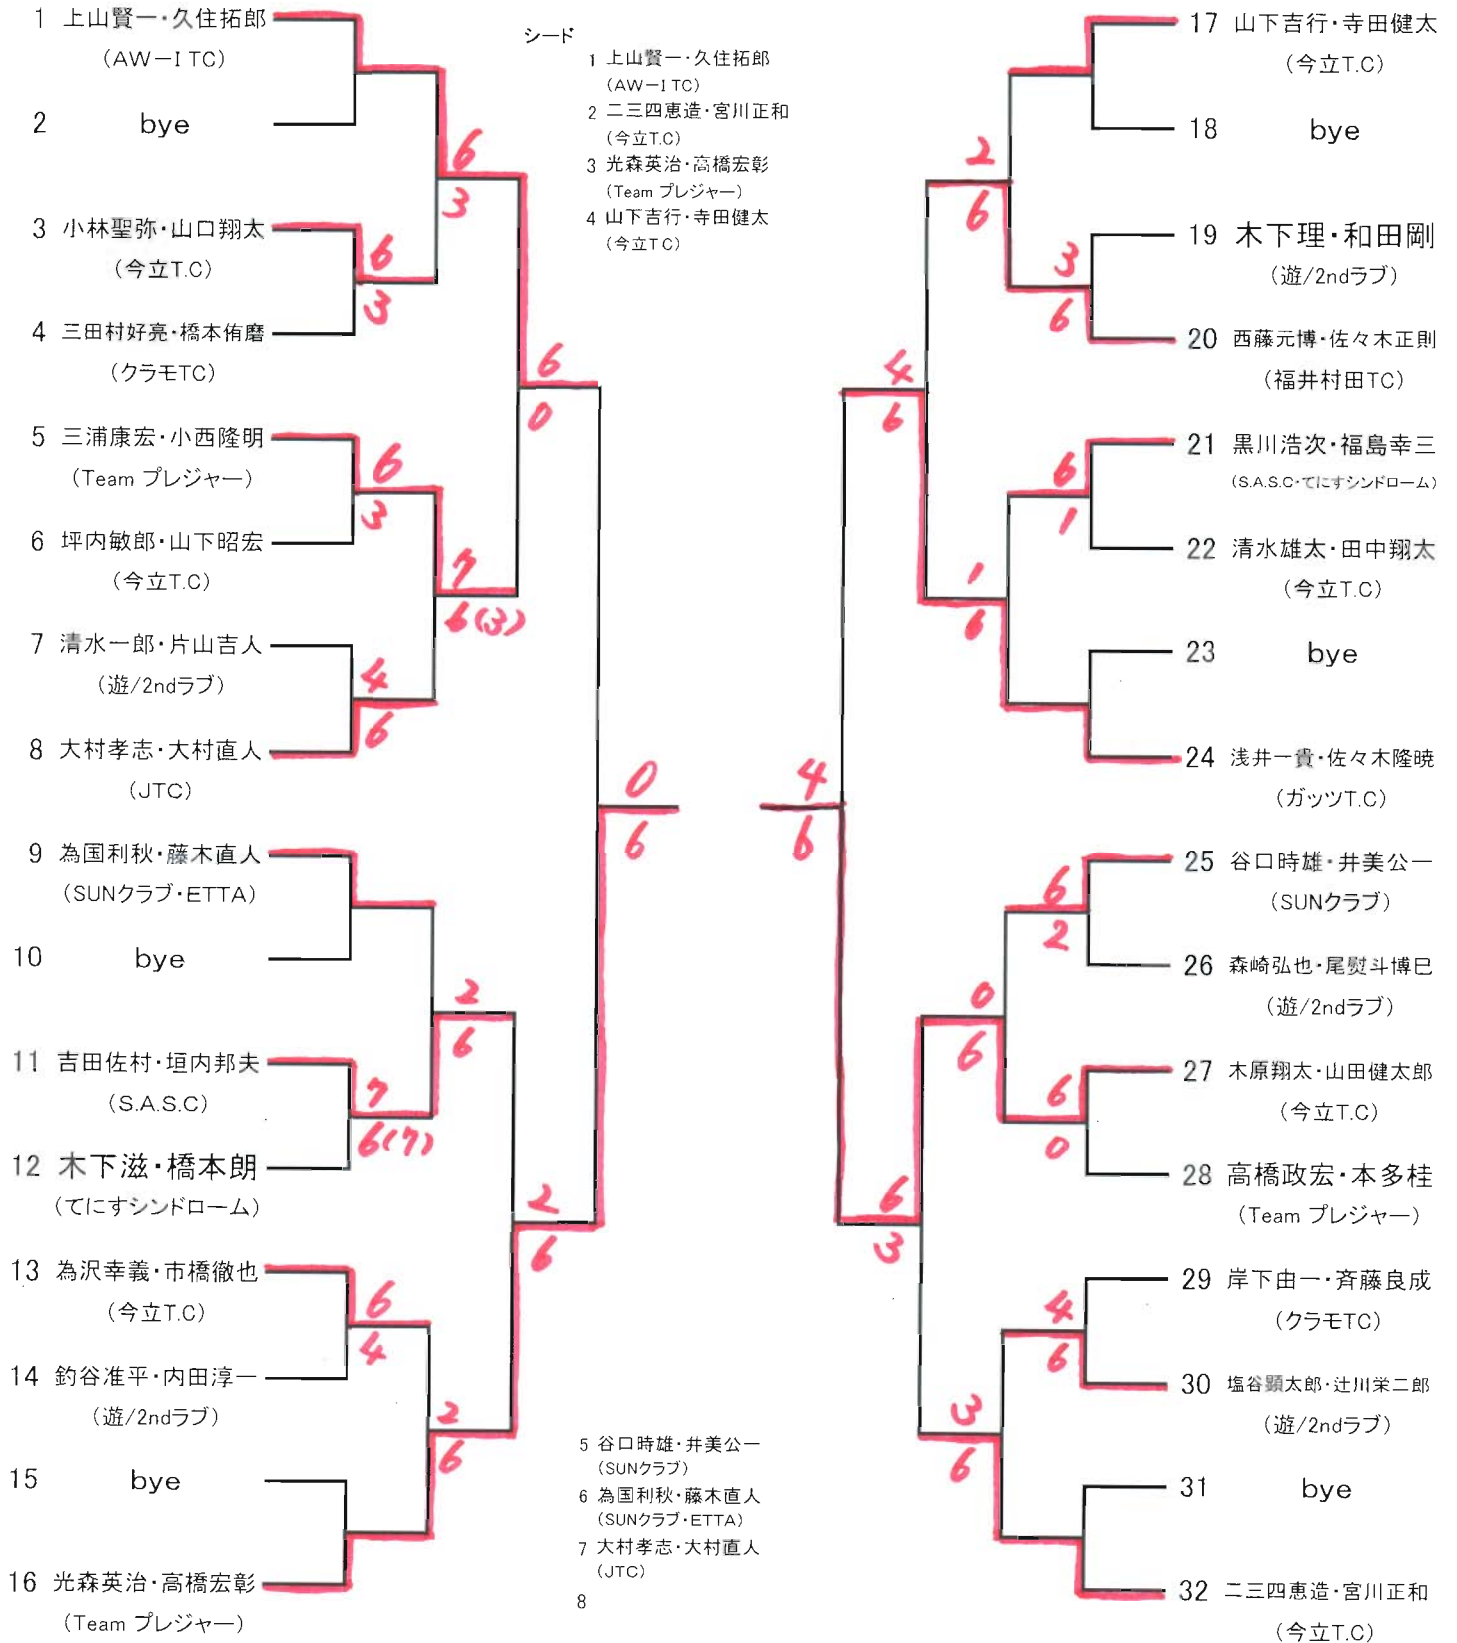 1 上山賢一・久住拓郎
(AW-I TC)
2 bye
6
3
3 小林聖弥・山口翔太
(今立T.C)
6
3
4 三田村好亮・橋本侑磨
(クラモTC)
6
0
5 三浦康宏・小西隆明
(Team プレジャー)
6
3
6 坪内敏郎・山下昭宏
(今立T.C)
7
6(3)
7 清水一郎・片山吉人
(遊/2ndラブ)
4
6
8 大村孝志・大村直人
(JTC)
0
6
9 為国利秋・藤木直人
(SUNクラブ・ETTA)
10 bye
2
6
11 吉田佐村・垣内邦夫
(S.A.S.C)
7
6(7)
12 木下滋・橋本朗
(てにすシンドローム)
2
6
13 為沢幸義・市橋徹也
(今立T.C)
6
4
14 釣谷准平・内田淳一
(遊/2ndラブ)
2
6
15 bye
16 光森英治・高橋宏彰
(Team プレジャー)
シード
1 上山賢一・久住拓郎
(AW-I TC)
2 二三四恵造・宮川正和
(今立T.C)
3 光森英治・高橋宏彰
(Team プレジャー)
4 山下吉行・寺田健太
(今立TC)
5 谷口時雄・井美公一
(SUNクラブ)
6 為国利秋・藤木直人
(SUNクラブ・ETTA)
7 大村孝志・大村直人
(JTC)
8
17 山下吉行・寺田健太
(今立T.C)
18 bye
2
6
19 木下理・和田剛
(遊/2ndラブ)
3
6
20 西藤元博・佐々木正則
(福井村田TC)
4
6
21 黒川浩次・福島幸三
(S.A.S.C・てにすシンドローム)
6
1
22 清水雄太・田中翔太
(今立T.C)
1
6
23 bye
24 浅井一貴・佐々木隆暁
(ガッツT.C)
4
6
25 谷口時雄・井美公一
(SUNクラブ)
6
2
26 森崎弘也・尾熨斗博巳
(遊/2ndラブ)
0
6
27 木原翔太・山田健太郎
(今立T.C)
6
0
28 高橋政宏・本多桂
(Team プレジャー)
6
3
29 岸下由一・斉藤良成
(クラモTC)
4
6
30 塩谷顕太郎・辻川栄二郎
(遊/2ndラブ)
3
6
31 bye
32 二三四恵造・宮川正和
(今立T.C)